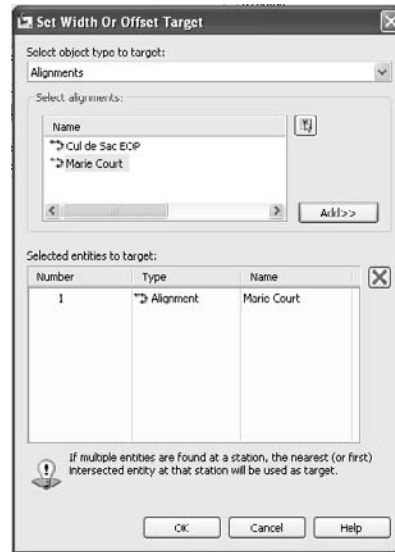 Set Width Or Offset Target
Select object type to target:
Alignments
Select alignments:
Name
Cul de Sac EOP
Marie Court
Add>>
Selected entities to target:
Number Type Name
1 Alignment Marie Court
If multiple entities are found at a station, the nearest (or first)
intersected entity at that station will be used as target.
OK Cancel Help